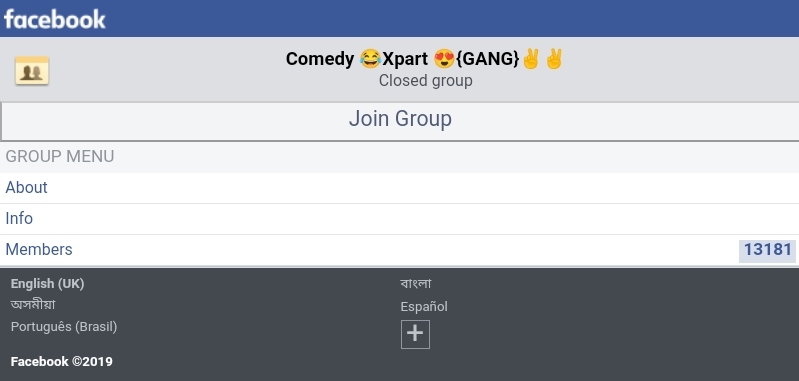 facebook
Comedy 😂Xpart 😍{GANG}✌✌
Closed group
Join Group
GROUP MENU
About
Info
Members 13181
English (UK)
অসমীয়া
Português (Brasil)
বাংলা
Español
+
Facebook ©2019